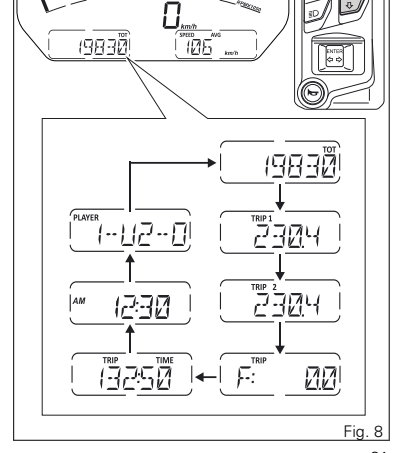 RPMX1000
0 km/h
TOT
19830
SPEED AVG
106 km/h
ENTER
TOT
19830
PLAYER
1--U2--0
TRIP 1
230.4
AM
12:30
TRIP 2
230.4
TRIP TIME
132:50
TRIP
F: 0.0
Fig. 8